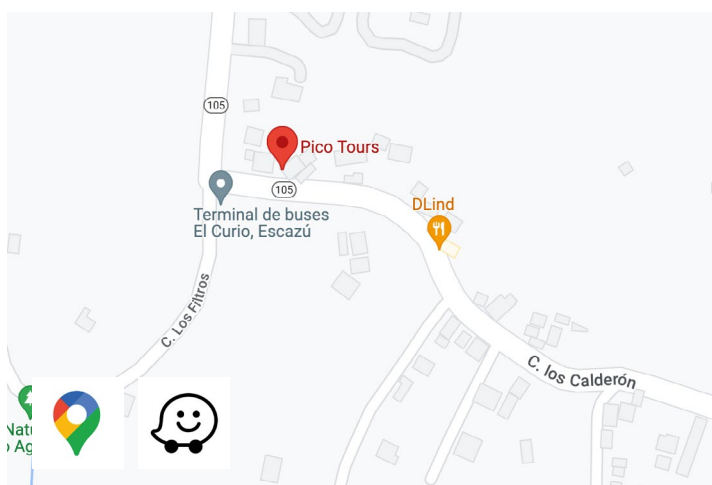 105
Pico Tours
105
Terminal de buses
El Curio, Escazú
DLind
C. Los Filtros
C. los Calderón